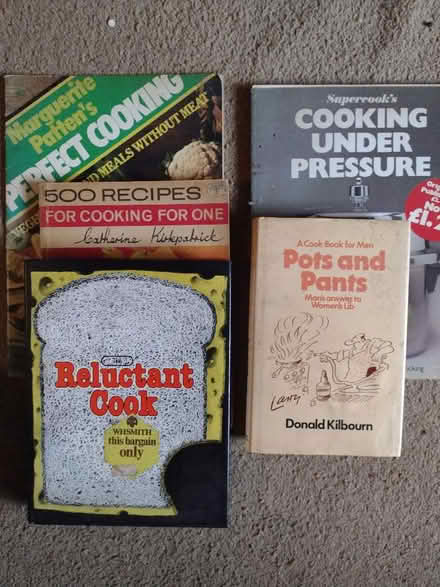 Marguerite
Patten's
PERFECT COOKING
MEALS WITHOUT MEAT
500 RECIPES
FOR COOKING FOR ONE
Catherine Kirkpatrick
THE
Reluctant
Cook
WHSMITH
this bargain
only
Supercook's
COOKING
UNDER
PRESSURE
£1.
A Cook Book for Men
Pots and
Pants
Man's answer to
Women's Lib
Larry
Donald Kilbourn